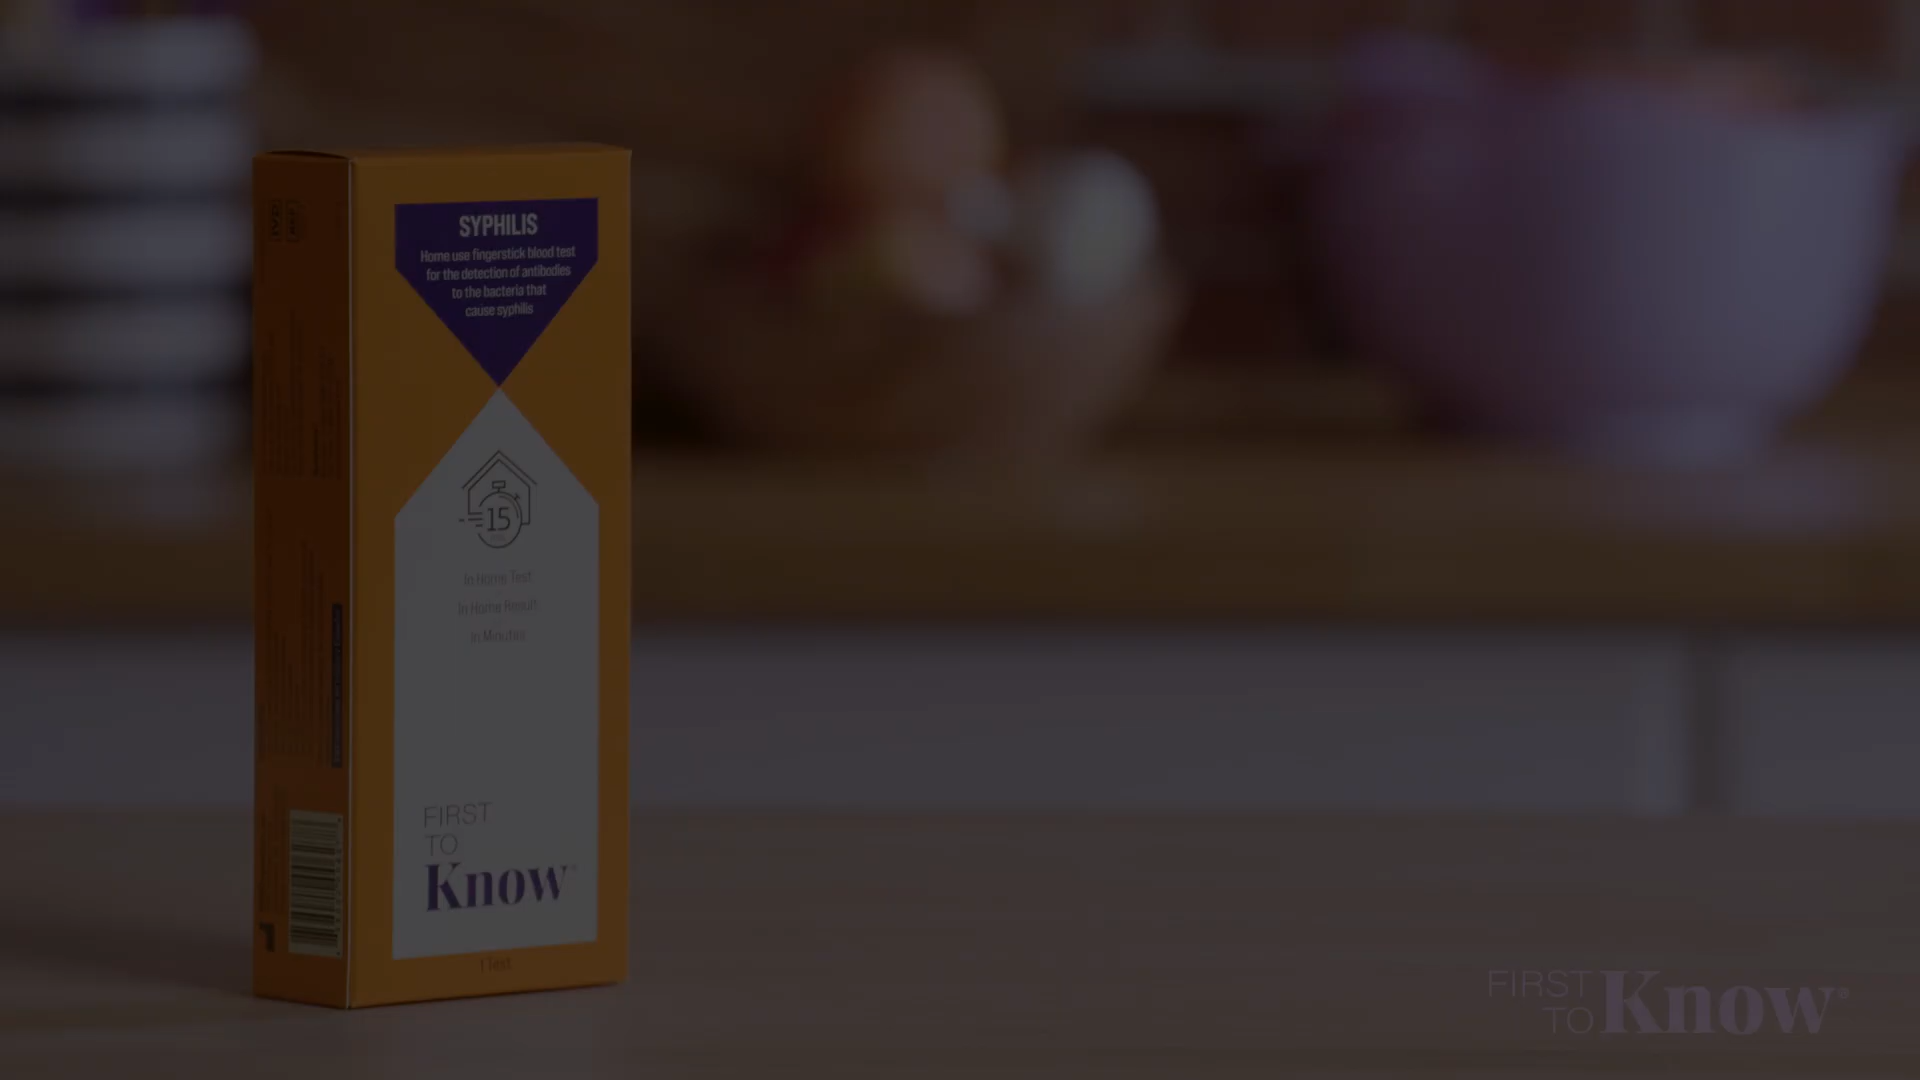 SYPHILIS
Home use fingerstick blood test
for the detection of antibodies
to the bacteria that
cause syphilis
15
In Home Test
In Home Result
In Minutes
FIRST
TO
Know
1 Test
FIRST
TO Know®